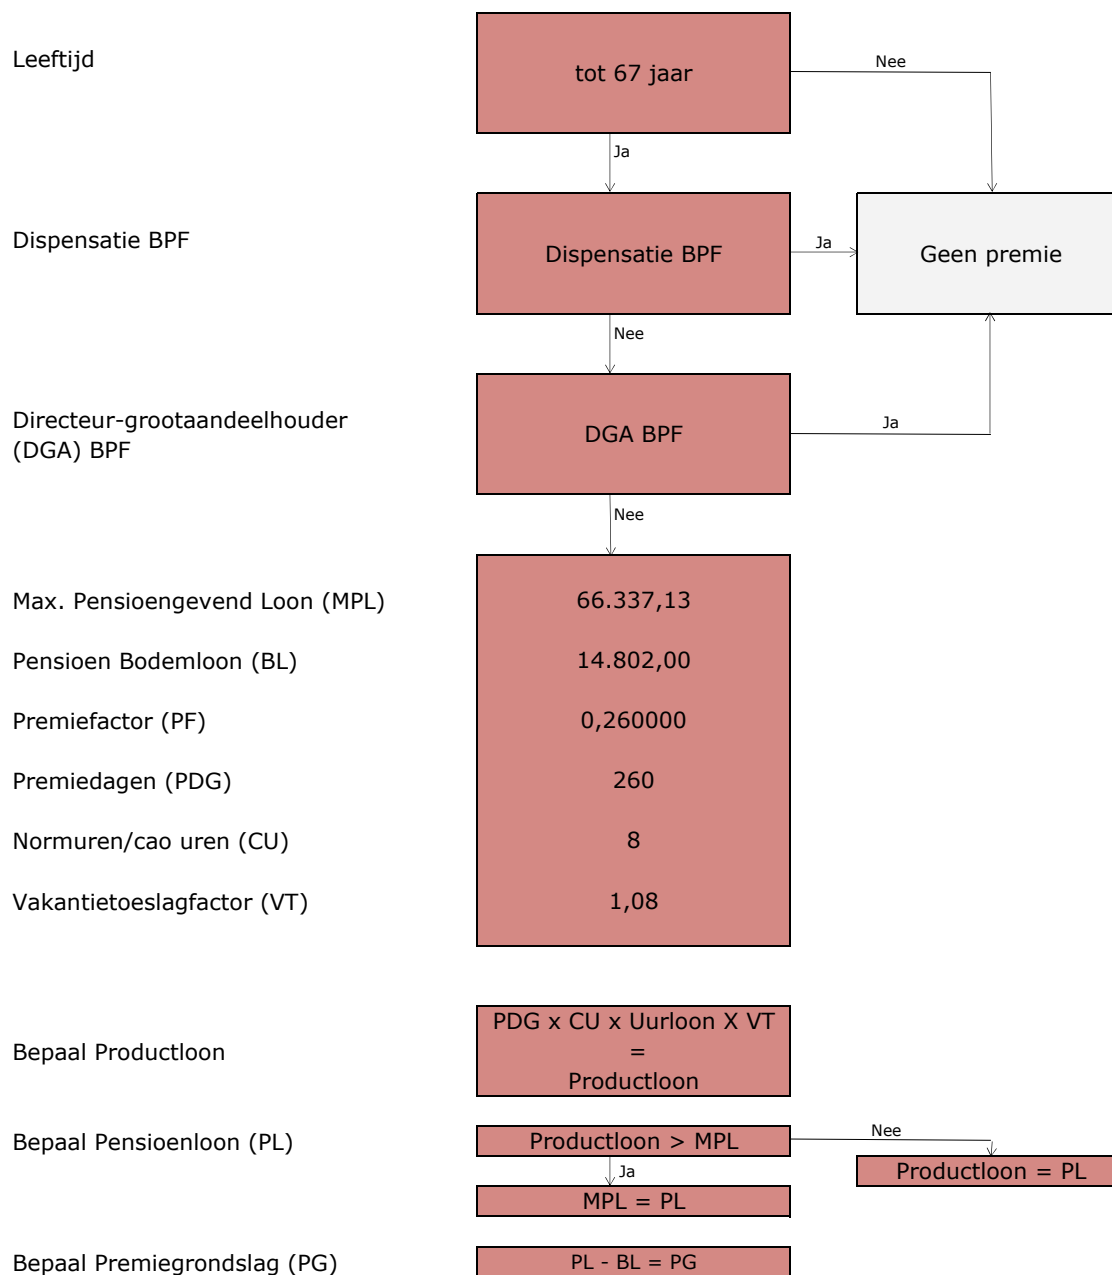 Leeftijd
tot 67 jaar
Nee
Ja
Dispensatie BPF
Dispensatie BPF
Ja
Geen premie
Nee
Directeur-grootaandeelhouder
(DGA) BPF
DGA BPF
Ja
Nee
Max. Pensioengevend Loon (MPL)
66.337,13
Pensioen Bodemloon (BL)
14.802,00
Premiefactor (PF)
0,260000
Premiedagen (PDG)
260
Normuren/cao uren (CU)
8
Vakantietoeslagfactor (VT)
1,08
Bepaal Productloon
PDG x CU x Uurloon X VT
=
Productloon
Bepaal Pensioenloon (PL)
Productloon > MPL
Nee
Productloon = PL
Ja
MPL = PL
Bepaal Premiegrondslag (PG)
PL - BL = PG